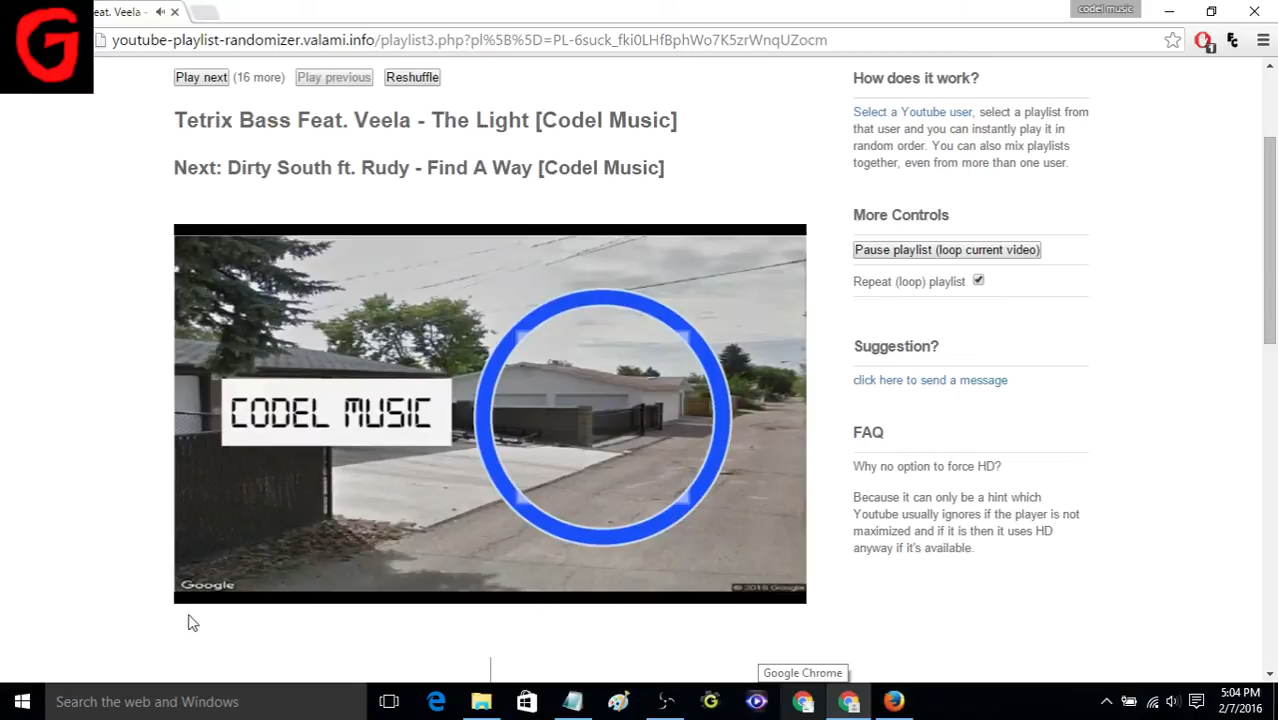 G
eat. Veela -
codel music
youtube-playlist-randomizer.valami.info/playlist3.php?pl%5B%5D=PL-6suck_fki0LHfBphWo7K5zrWnqUZocm
Play next (16 more) Play previous Reshuffle
Tetrix Bass Feat. Veela - The Light [Codel Music]
Next: Dirty South ft. Rudy - Find A Way [Codel Music]
CODEL MUSIC
Google
© 2016 Google
How does it work?
Select a Youtube user, select a playlist from
that user and you can instantly play it in
random order. You can also mix playlists
together, even from more than one user.
More Controls
Pause playlist (loop current video)
Repeat (loop) playlist
Suggestion?
click here to send a message
FAQ
Why no option to force HD?
Because it can only be a hint which
Youtube usually ignores if the player is not
maximized and if it is then it uses HD
anyway if it's available.
Google Chrome
Search the web and Windows
5:04 PM
2/7/2016